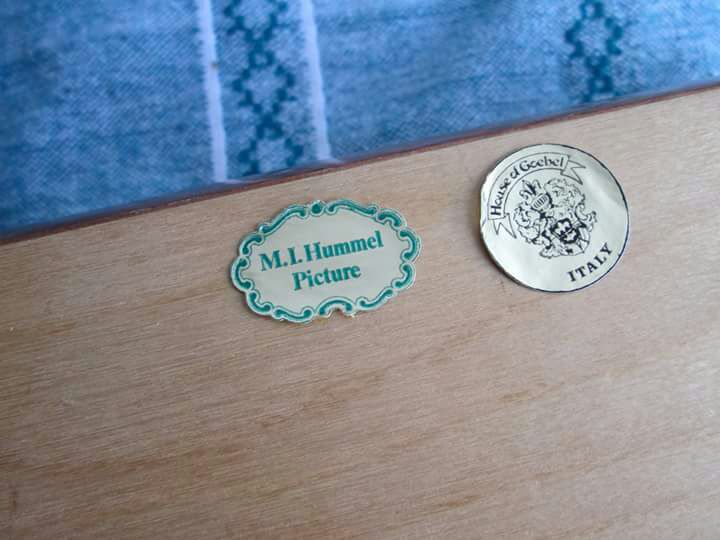 M.I. Hummel
Picture
House of Goebel
ITALY